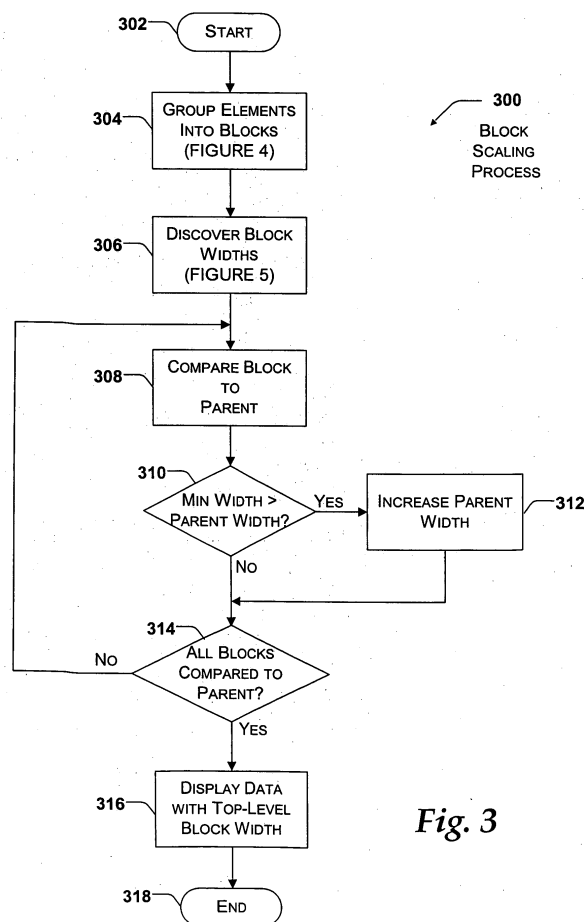 302
START
304
GROUP ELEMENTS
INTO BLOCKS
(FIGURE 4)
300
BLOCK
SCALING
PROCESS
306
DISCOVER BLOCK
WIDTHS
(FIGURE 5)
308
COMPARE BLOCK
TO
PARENT
310
MIN WIDTH >
PARENT WIDTH?
YES
INCREASE PARENT
WIDTH
312
NO
314
ALL BLOCKS
COMPARED TO
PARENT?
NO
YES
316
DISPLAY DATA
WITH TOP-LEVEL
BLOCK WIDTH
Fig. 3
318
END